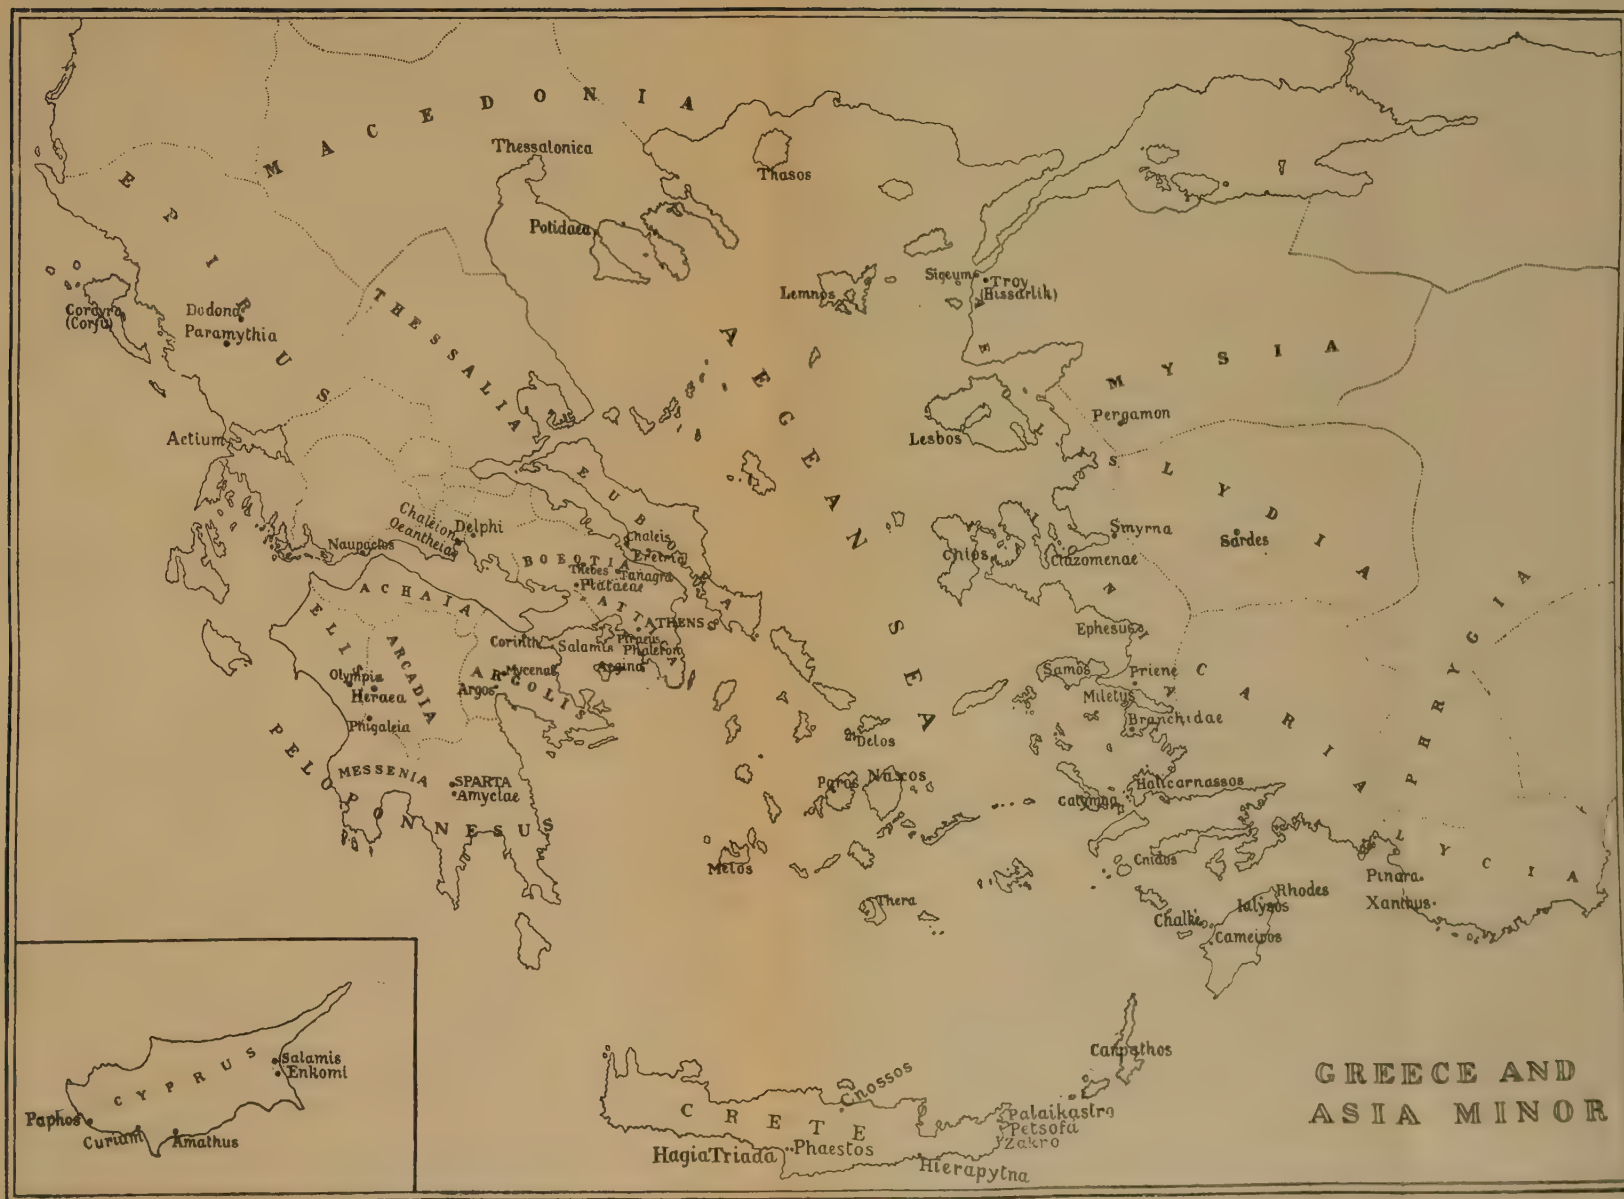 MACEDONIA
Thessalonica
Thasos
EPIRUS
Potidaea
Sigeum
Troy
(Hissarlik)
Lemnos
Corcyra
(Corfu)
Dodona
Paramythia
THESSALIA
AEGEAN SEA
MYSIA
Pergamon
Lesbos
Actium
EUBOEA
LYDIA
Chaleion
Oeantheia
Delphi
Naupactos
Chalcis
Eretria
BOEOTIA
Thebes
Tanagra
Plataeae
Smyrna
Sardes
Chios
Clazomenae
ACHAIA
ATTICA
ATHENS
Piraeus
Phaleron
Corinth
Salamis
Aegina
ELIS
ARCADIA
Olympia
Heraea
Mycenae
Argos
ARGOLIS
Phigaleia
Ephesus
Samos
Priene
Miletus
Branchidae
CARIA
PHRYGIA
Delos
Paros
Naxos
PELOPONNESUS
MESSENIA
SPARTA
Amyclae
Halicarnassos
Calymna
Melos
Cnidos
LYCIA
Pinara
Xanthus
Thera
Rhodes
Ialysos
Chalke
Cameiros
Carpathos
CYPRUS
Salamis
Enkomi
Paphos
Curium
Amathus
CRETE
Cnossos
Palaikastro
Petsofa
Zakro
Hagia Triada
Phaestos
Hierapytna
GREECE AND
ASIA MINOR